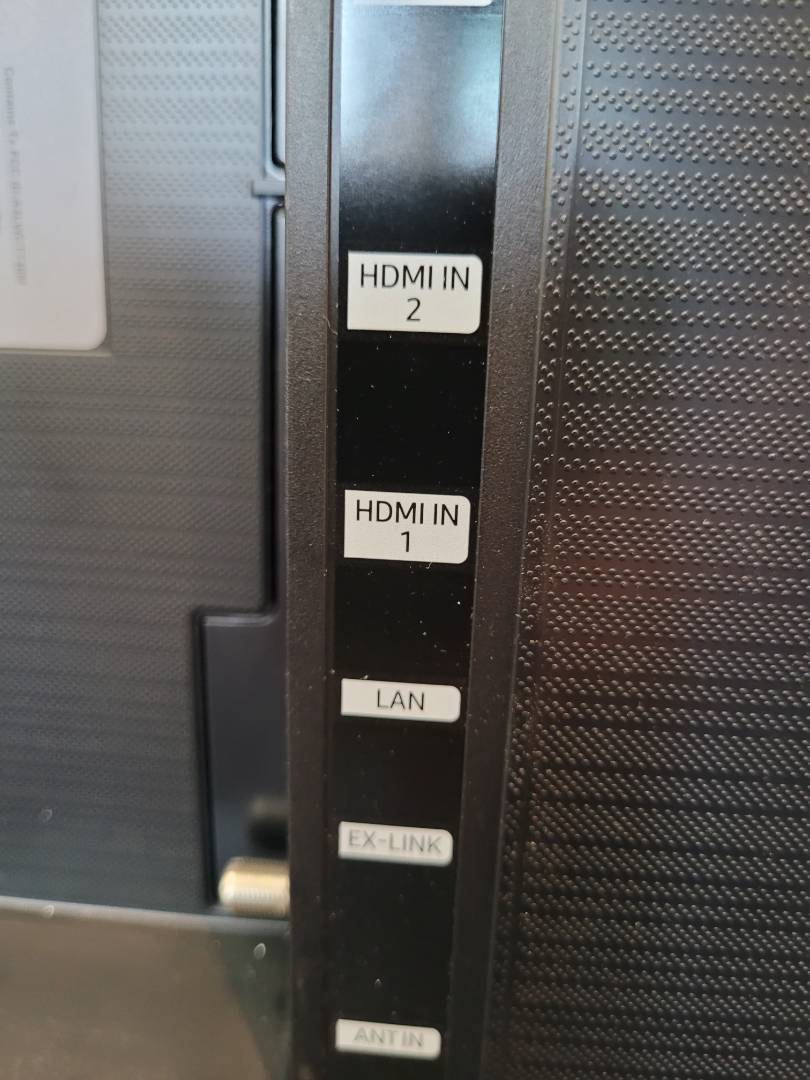 HDMI IN
2
HDMI IN
1
LAN
EX-LINK
ANT IN